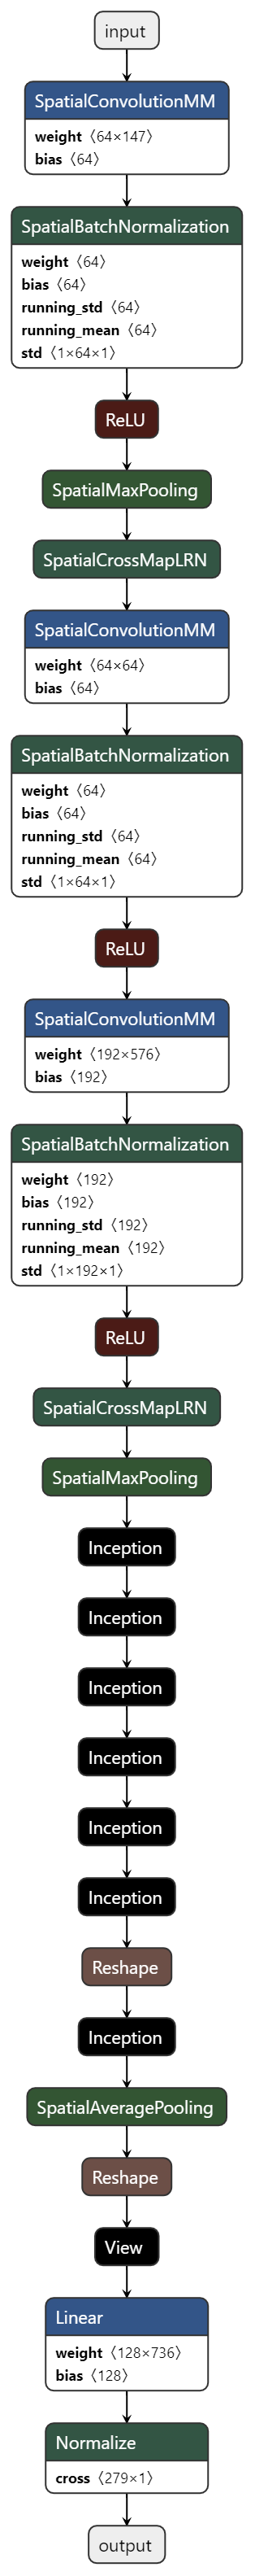 input
SpatialConvolutionMM
weight〈64×147〉
bias〈64〉
SpatialBatchNormalization
weight〈64〉
bias〈64〉
running_std〈64〉
running_mean〈64〉
std〈1×64×1〉
ReLU
SpatialMaxPooling
SpatialCrossMapLRN
SpatialConvolutionMM
weight〈64×64〉
bias〈64〉
SpatialBatchNormalization
weight〈64〉
bias〈64〉
running_std〈64〉
running_mean〈64〉
std〈1×64×1〉
ReLU
SpatialConvolutionMM
weight〈192×576〉
bias〈192〉
SpatialBatchNormalization
weight〈192〉
bias〈192〉
running_std〈192〉
running_mean〈192〉
std〈1×192×1〉
ReLU
SpatialCrossMapLRN
SpatialMaxPooling
Inception
Inception
Inception
Inception
Inception
Inception
Reshape
Inception
SpatialAveragePooling
Reshape
View
Linear
weight〈128×736〉
bias〈128〉
Normalize
cross〈279×1〉
output